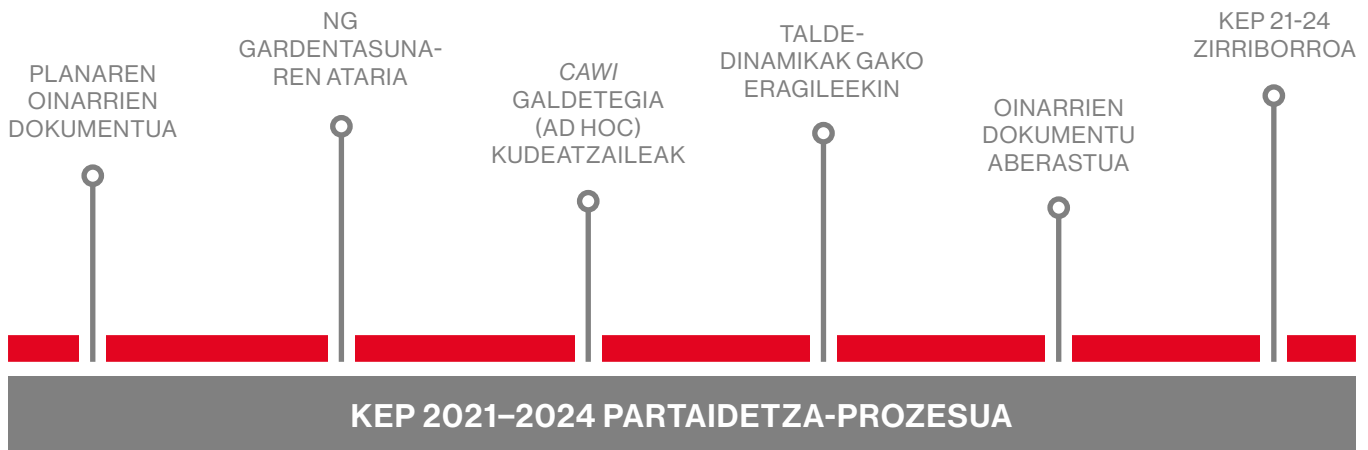 PLANAREN
OINARRIEN
DOKUMENTUA
NG
GARDENTASUNA-
REN ATARIA
CAWI
GALDETEGIA
(AD HOC)
KUDEATZAILEAK
TALDE-
DINAMIKAK GAKO
ERAGILEEKIN
OINARRIEN
DOKUMENTU
ABERASTUA
KEP 21-24
ZIRRIBORROA
KEP 2021–2024 PARTAIDETZA-PROZESUA